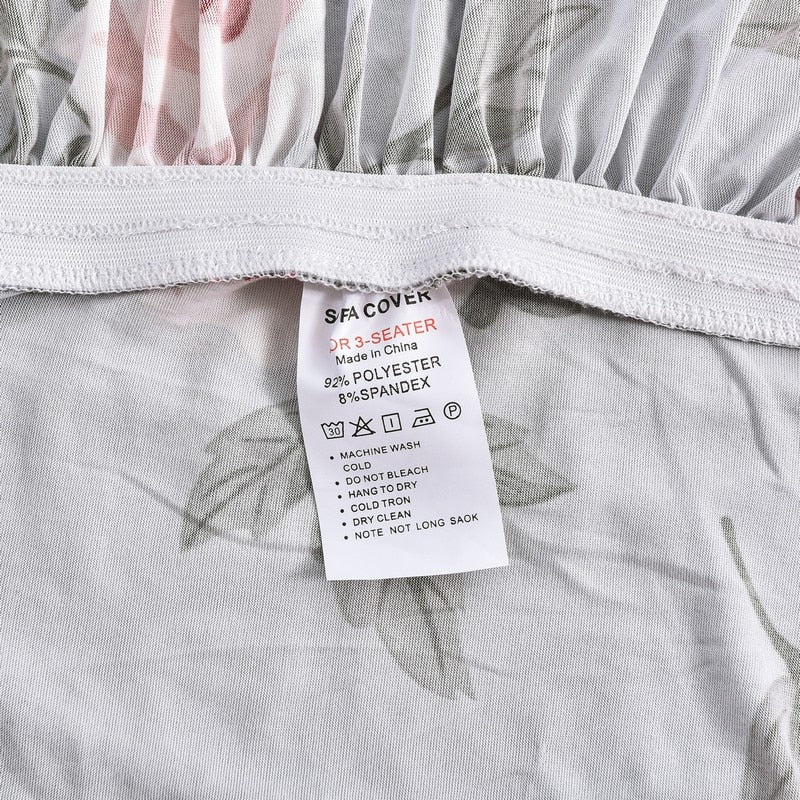 SFA COVER
OR 3-SEATER
Made in China
92% POLYESTER
8%SPANDEX
30 P
• MACHINE WASH
COLD
• DO NOT BLEACH
• HANG TO DRY
• COLD TRON
• DRY CLEAN
• NOTE NOT LONG SAOK